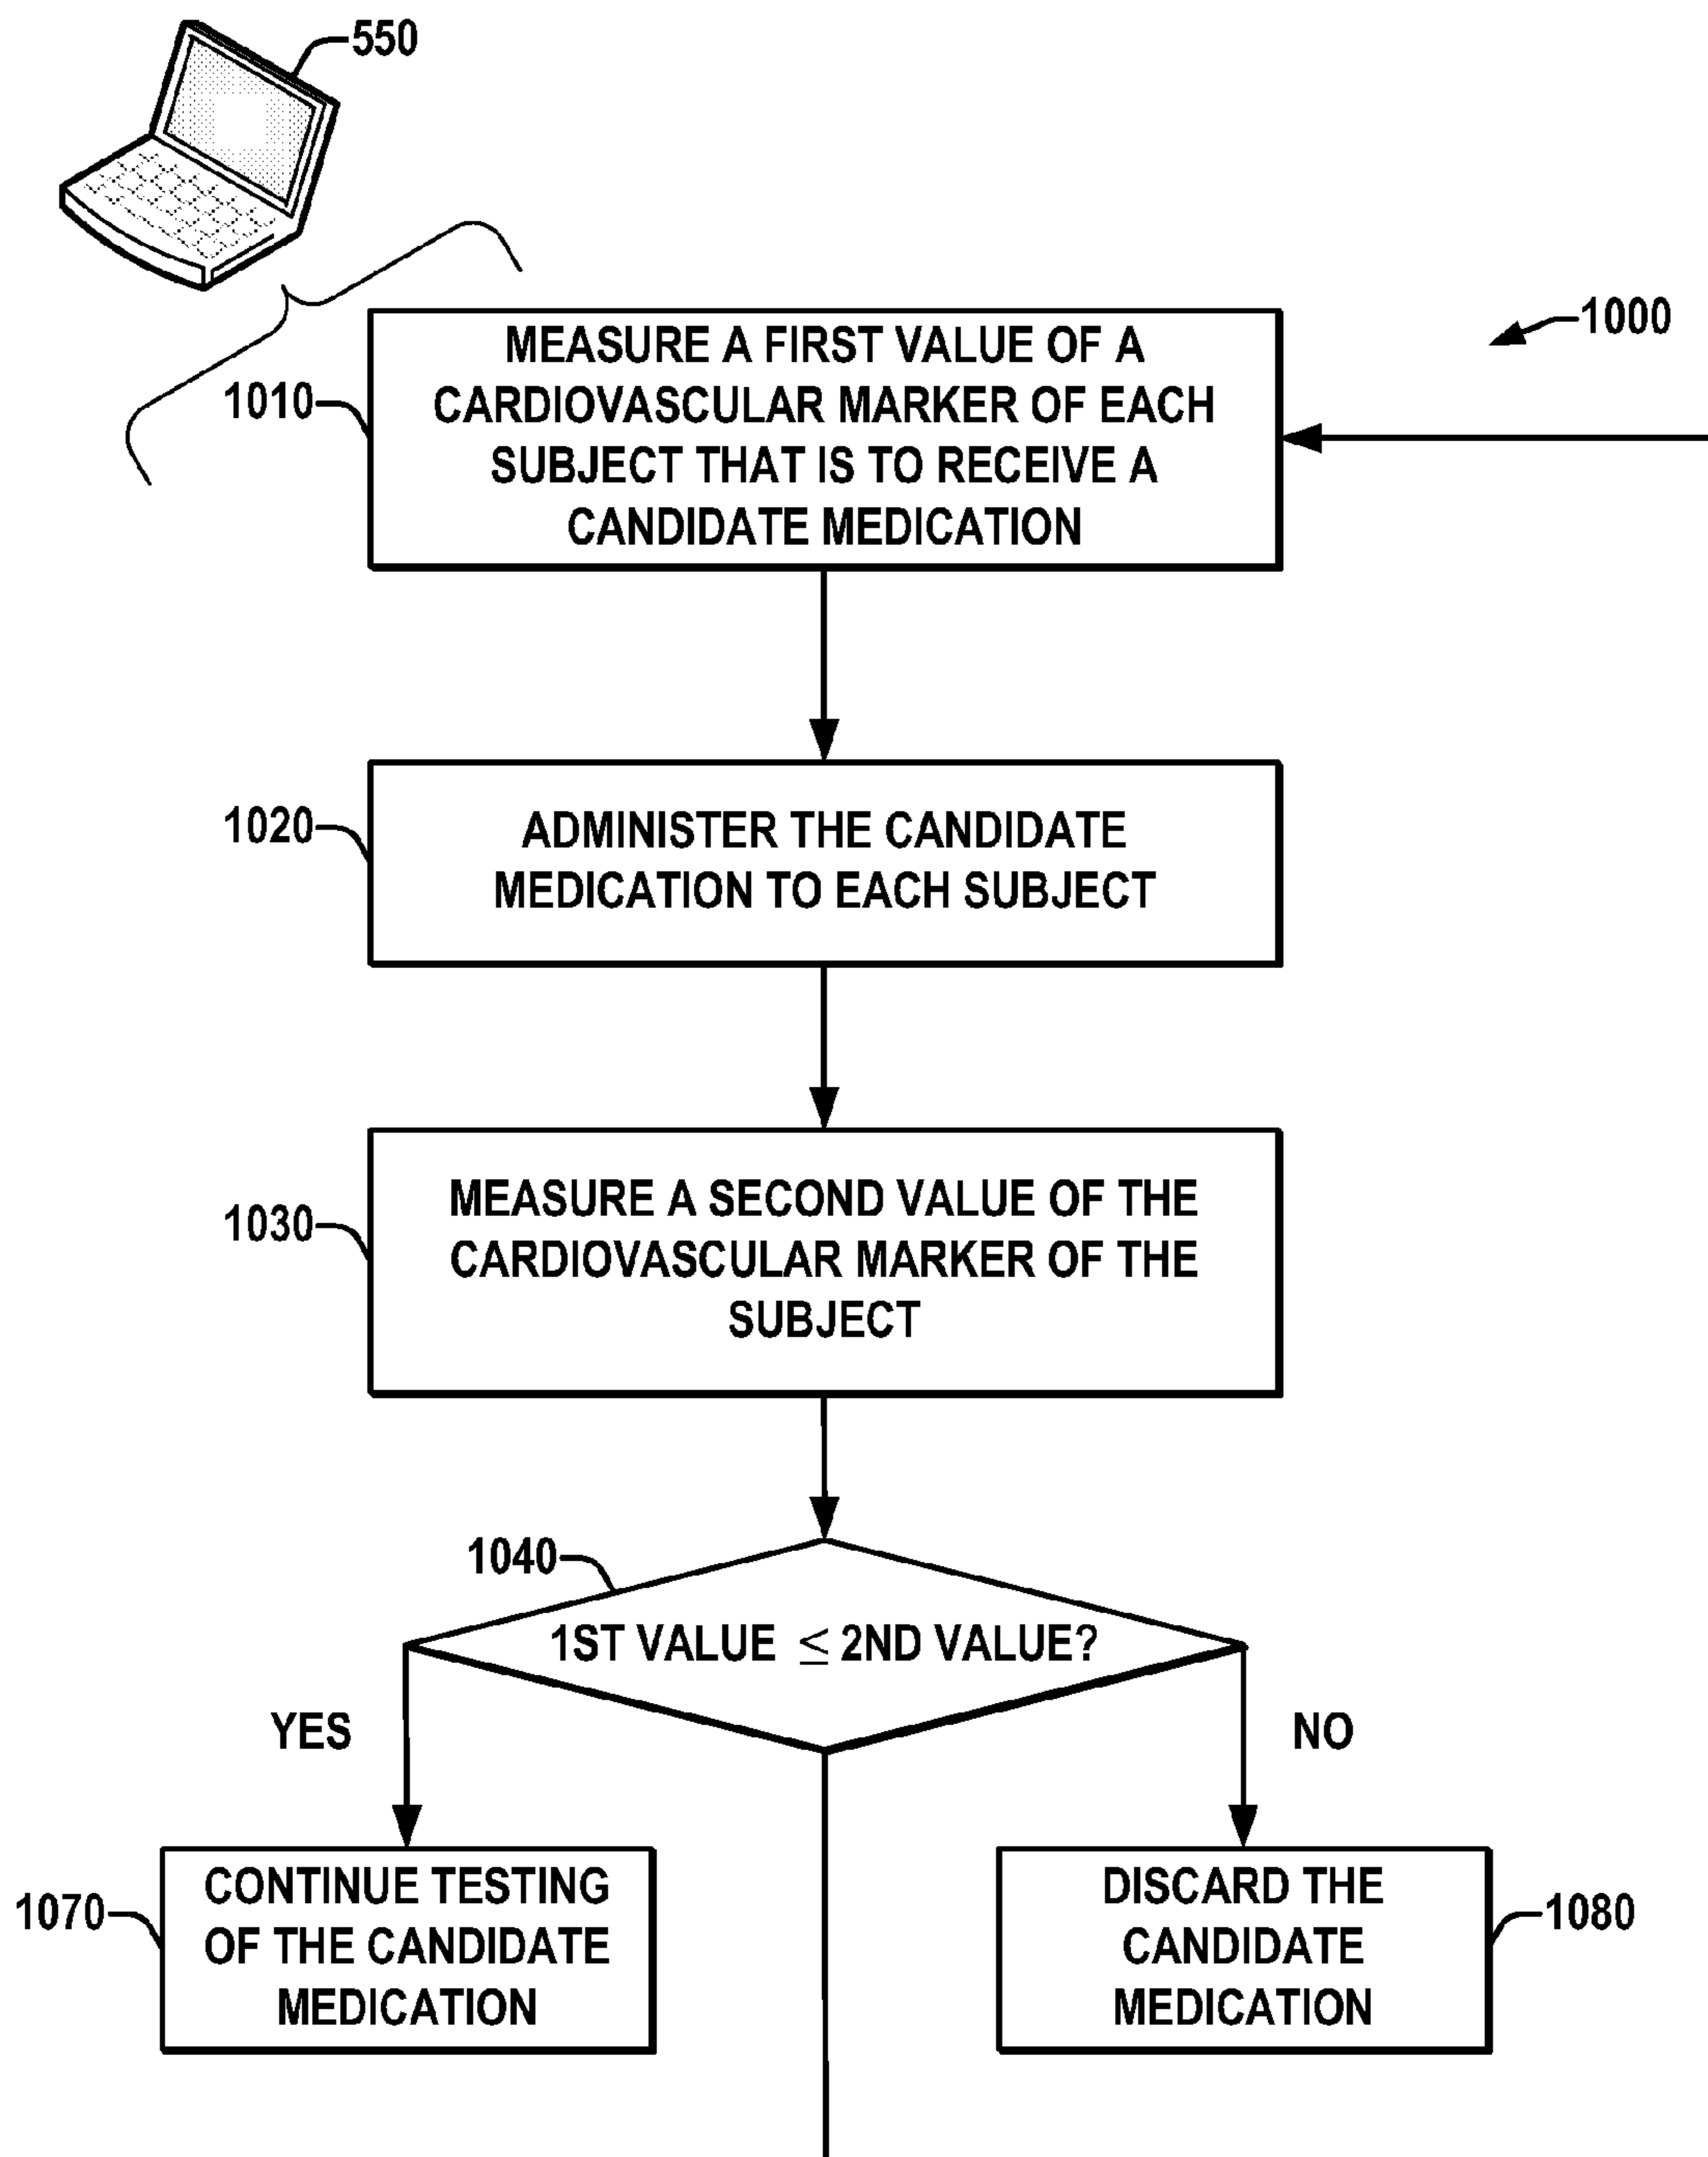 550
1000
1010
MEASURE A FIRST VALUE OF A
CARDIOVASCULAR MARKER OF EACH
SUBJECT THAT IS TO RECEIVE A
CANDIDATE MEDICATION
1020
ADMINISTER THE CANDIDATE
MEDICATION TO EACH SUBJECT
1030
MEASURE A SECOND VALUE OF THE
CARDIOVASCULAR MARKER OF THE
SUBJECT
1040
1ST VALUE ≤ 2ND VALUE?
YES
NO
1070
CONTINUE TESTING
OF THE CANDIDATE
MEDICATION
DISCARD THE
CANDIDATE
MEDICATION
1080